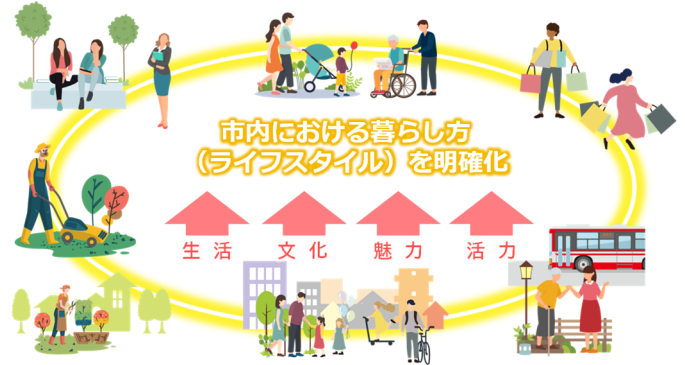 市内における暮らし方
（ライフスタイル）を明確化
生活 文化 魅力 活力